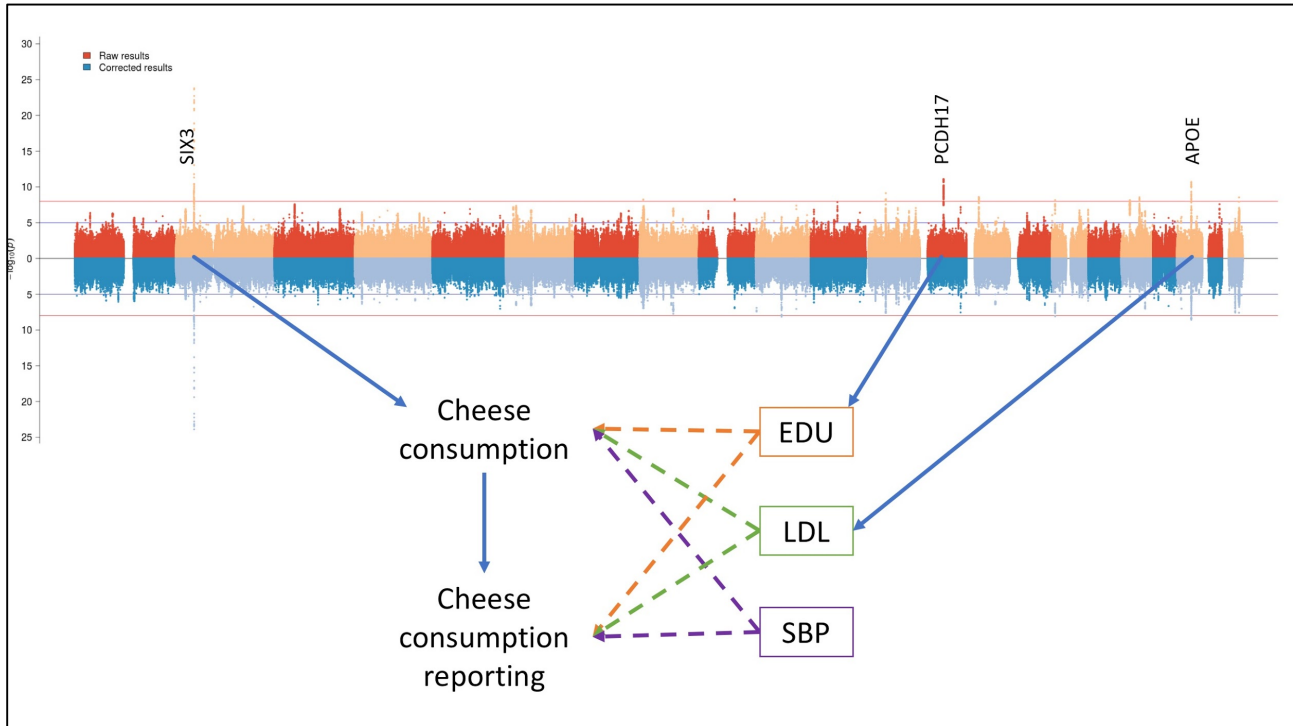 30
Raw results
Corrected results
25
20
15
10
5
0
5
10
15
20
25
−log₁₀(p)
SIX3
PCDH17
APOE
Cheese
consumption
EDU
LDL
Cheese
consumption
reporting
SBP